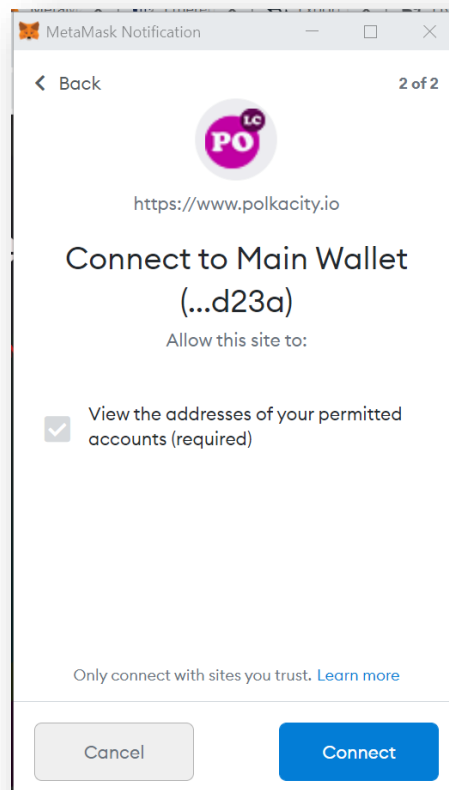 MetaMask Notification
Back
2 of 2
PO
LC
https://www.polkacity.io
Connect to Main Wallet
(...d23a)
Allow this site to:
View the addresses of your permitted
accounts (required)
Only connect with sites you trust. Learn more
Cancel
Connect